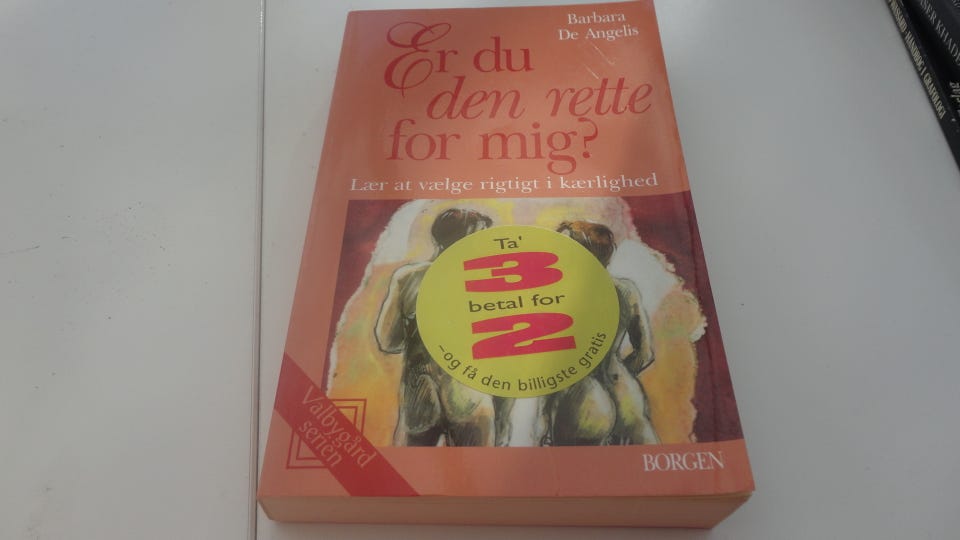 Barbara
De Angelis
Er du
den rette
for mig?
Lær at vælge rigtigt i kærlighed
Ta'
3
betal for
2
-og få den billigste gratis
Valbygård
serien
BORGEN